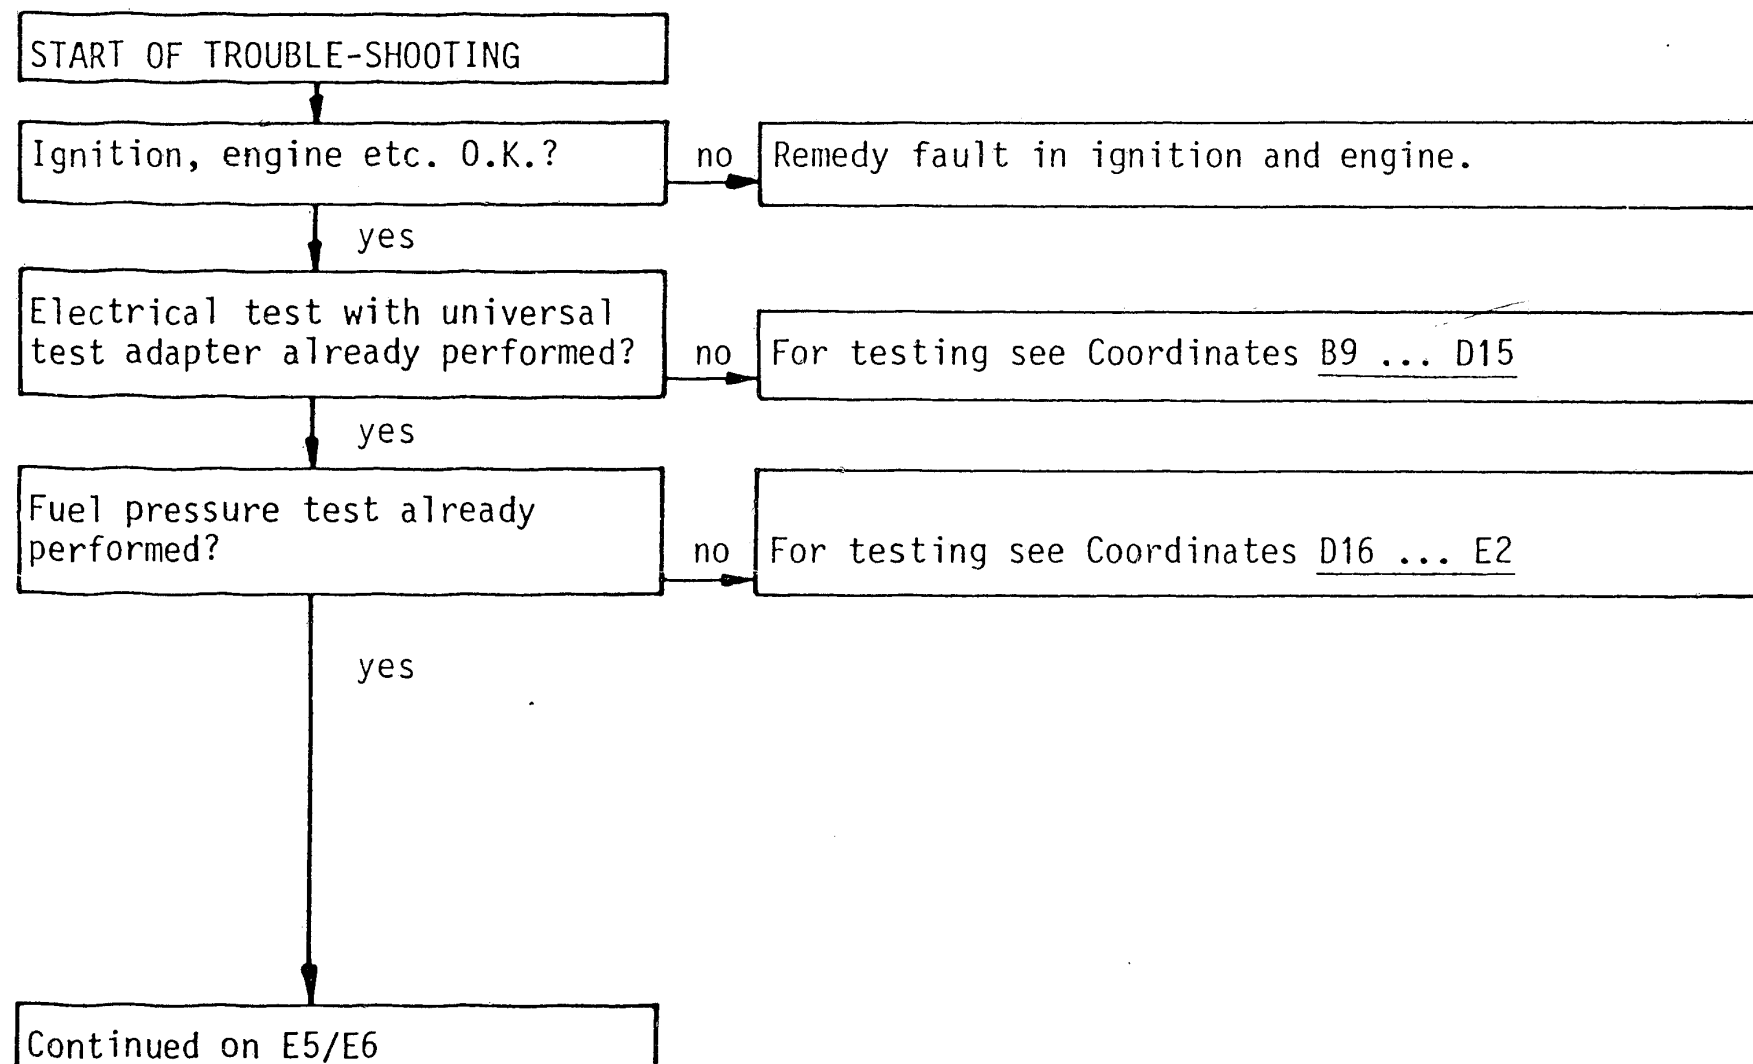 START OF TROUBLE-SHOOTING
Ignition, engine etc. O.K.?
no
Remedy fault in ignition and engine.
yes
Electrical test with universal
test adapter already performed?
no
For testing see Coordinates B9 ... D15
yes
Fuel pressure test already
performed?
no
For testing see Coordinates D16 ... E2
yes
Continued on E5/E6